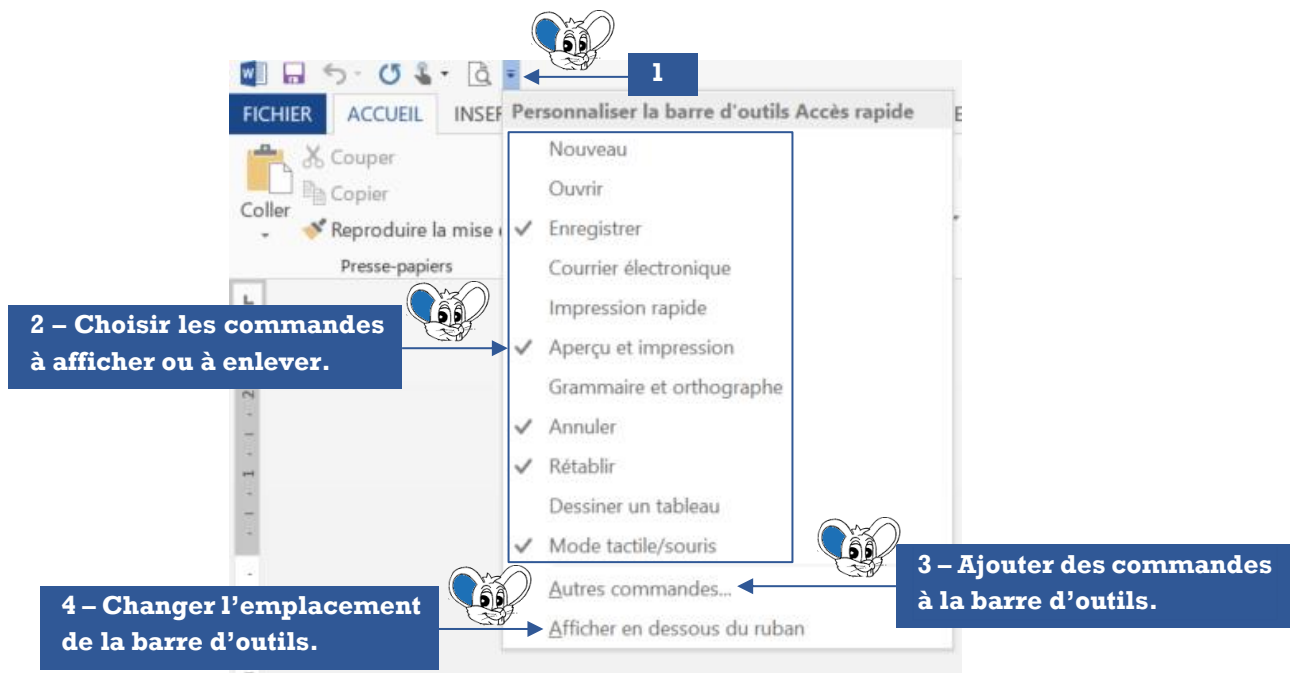 1
FICHIER ACCUEIL INSER
Personnaliser la barre d'outils Accès rapide
Couper
Copier
Coller
Reproduire la mise
Presse-papiers
Nouveau
Ouvrir
Enregistrer
Courrier électronique
Impression rapide
Aperçu et impression
Grammaire et orthographe
Annuler
Rétablir
Dessiner un tableau
Mode tactile/souris
Autres commandes...
Afficher en dessous du ruban
2 – Choisir les commandes
à afficher ou à enlever.
3 – Ajouter des commandes
à la barre d’outils.
4 – Changer l’emplacement
de la barre d’outils.
2
1